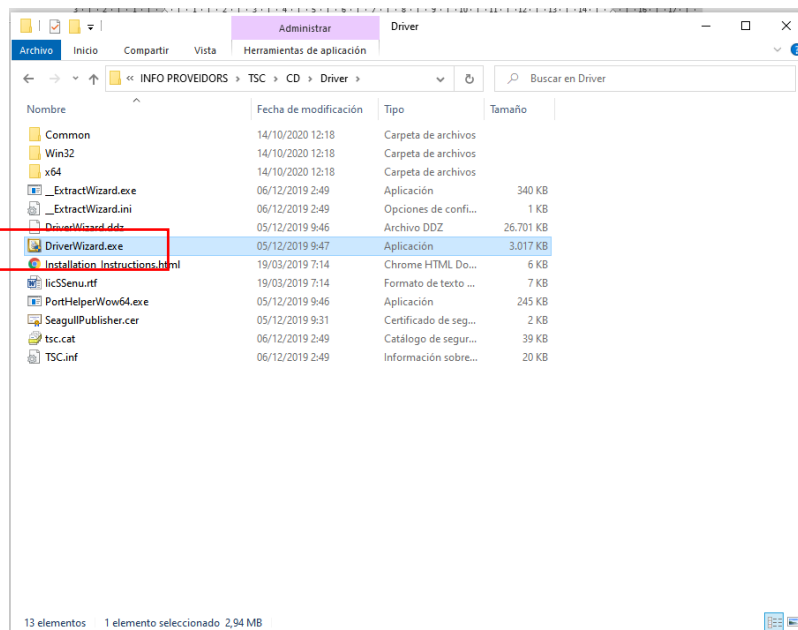 Administrar Driver
Archivo Inicio Compartir Vista Herramientas de aplicación
« INFO PROVEIDORS > TSC > CD > Driver > Buscar en Driver
Nombre Fecha de modificación Tipo Tamaño
Common 14/10/2020 12:18 Carpeta de archivos
Win32 14/10/2020 12:18 Carpeta de archivos
x64 14/10/2020 12:18 Carpeta de archivos
__ExtractWizard.exe 06/12/2019 2:49 Aplicación 340 KB
__ExtractWizard.ini 06/12/2019 2:49 Opciones de confi... 1 KB
DriverWizard.ddz 05/12/2019 9:46 Archivo DDZ 26.701 KB
DriverWizard.exe 05/12/2019 9:47 Aplicación 3.017 KB
Installation_Instructions.html 19/03/2019 7:14 Chrome HTML Do... 6 KB
licSSenu.rtf 19/03/2019 7:14 Formato de texto ... 7 KB
PortHelperWow64.exe 05/12/2019 9:46 Aplicación 245 KB
SeagullPublisher.cer 05/12/2019 9:31 Certificado de seg... 2 KB
tsc.cat 06/12/2019 2:49 Catálogo de segur... 39 KB
TSC.inf 06/12/2019 2:49 Información sobre... 20 KB
13 elementos 1 elemento seleccionado 2,94 MB